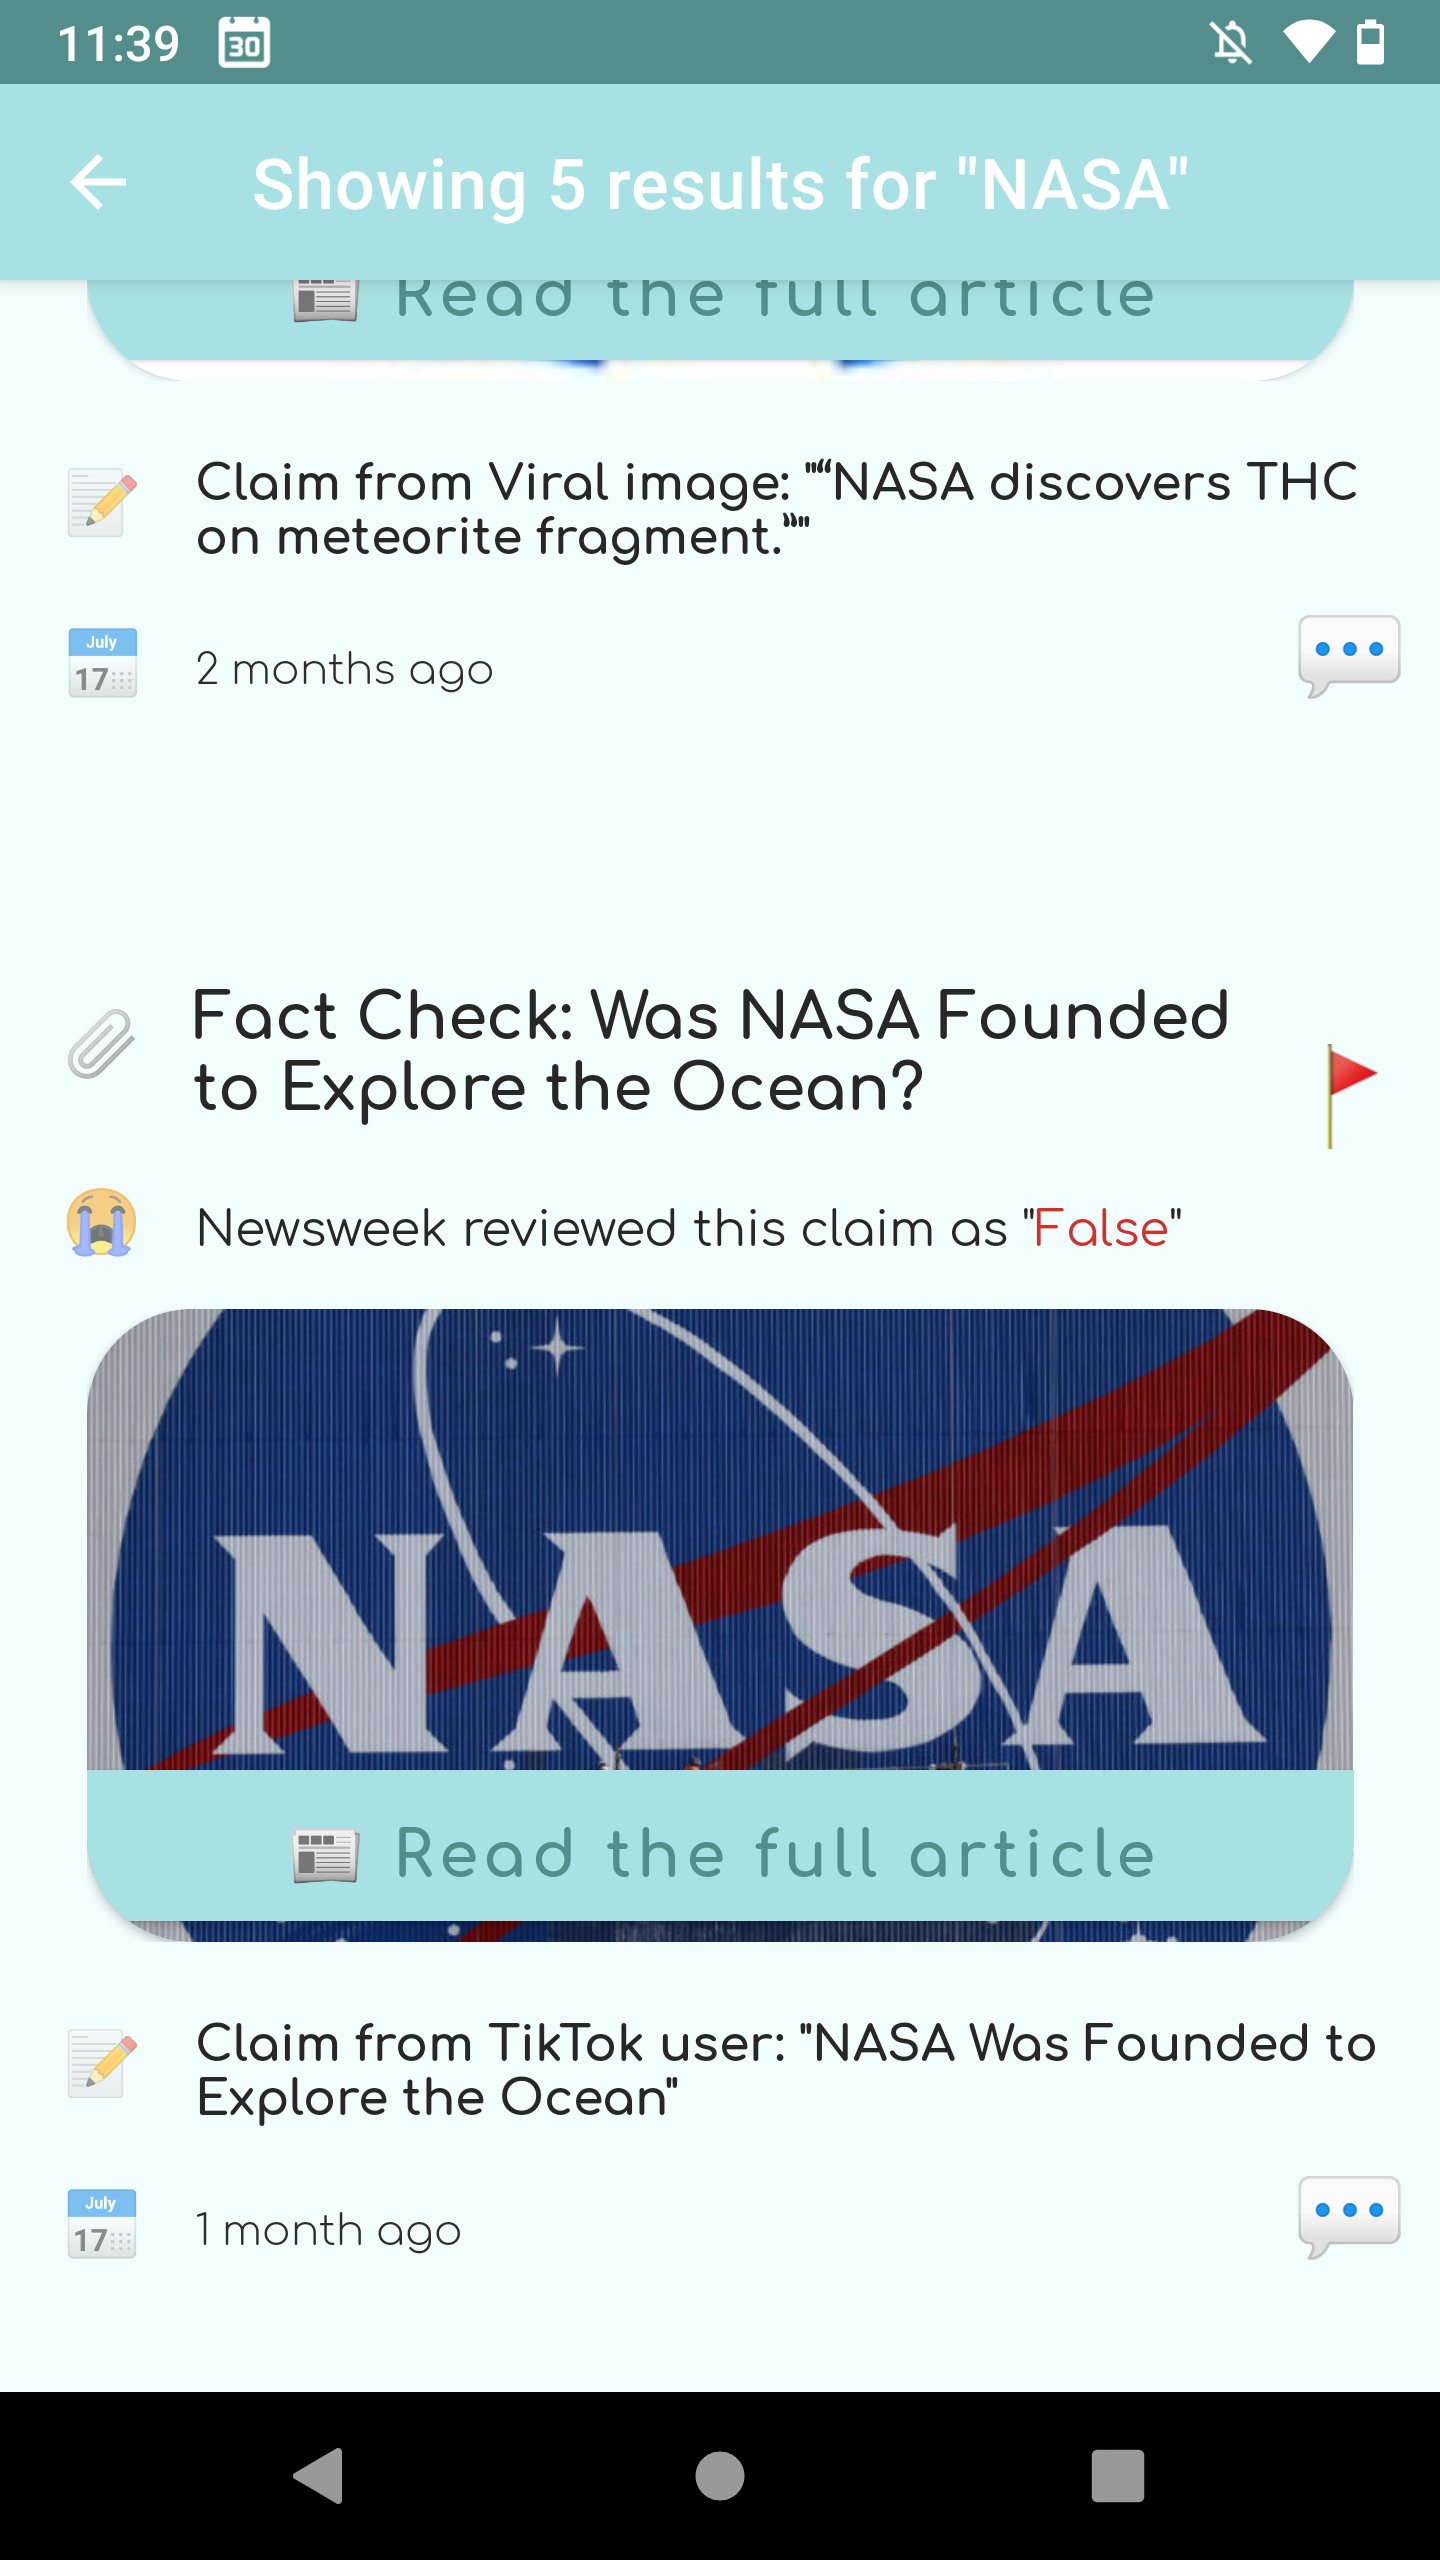 11:39
30
Showing 5 results for "NASA"
Read the full article
Claim from Viral image: "“NASA discovers THC
on meteorite fragment.”"
July
17
2 months ago
Fact Check: Was NASA Founded
to Explore the Ocean?
Newsweek reviewed this claim as "False"
NASA
Read the full article
Claim from TikTok user: "NASA Was Founded to
Explore the Ocean"
July
17
1 month ago